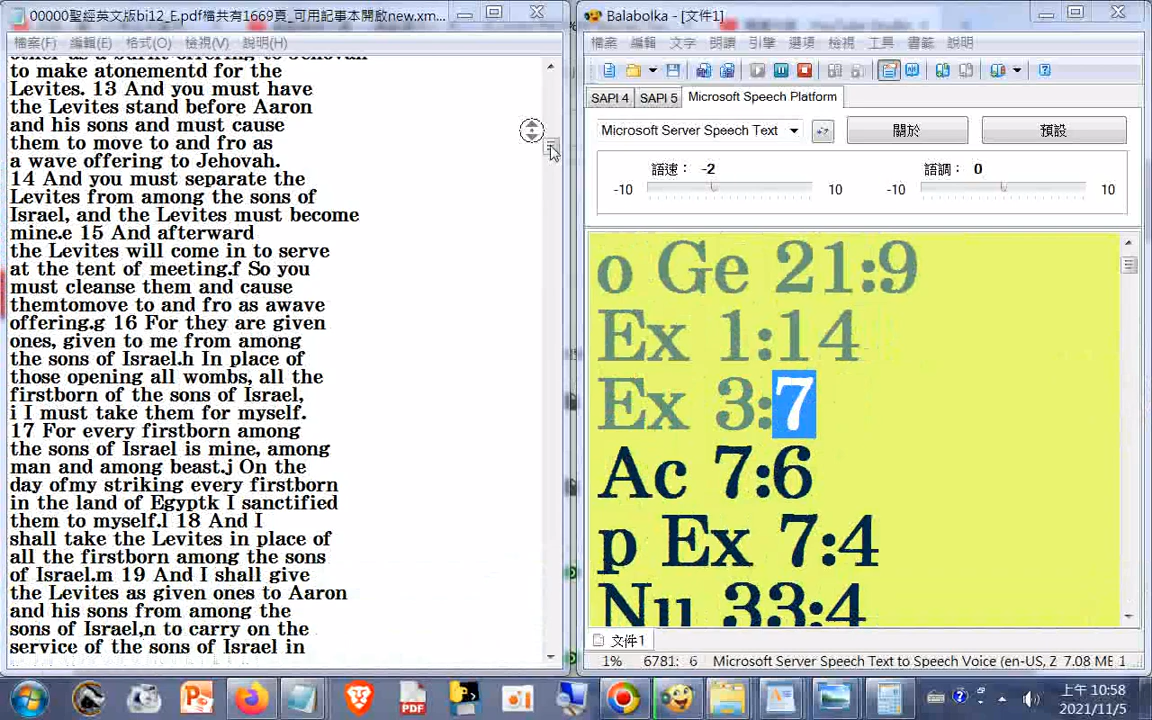 00000聖經英文版bi12_E.pdf檔共有1669頁_可用記事本開啟new.xm...
檔案(F) 編輯(E) 格式(O) 檢視(V) 說明(H)
other as a burnt offering to Jehovah
to make atonementd for the
Levites. 13 And you must have
the Levites stand before Aaron
and his sons and must cause
them to move to and fro as
a wave offering to Jehovah.
14 And you must separate the
Levites from among the sons of
Israel, and the Levites must become
mine.e 15 And afterward
the Levites will come in to serve
at the tent of meeting.f So you
must cleanse them and cause
themtomove to and fro as awave
offering.g 16 For they are given
ones, given to me from among
the sons of Israel.h In place of
those opening all wombs, all the
firstborn of the sons of Israel,
i I must take them for myself.
17 For every firstborn among
the sons of Israel is mine, among
man and among beast.j On the
day ofmy striking every firstborn
in the land of Egyptk I sanctified
them to myself.l 18 And I
shall take the Levites in place of
all the firstborn among the sons
of Israel.m 19 And I shall give
the Levites as given ones to Aaron
and his sons from among the
sons of Israel,n to carry on the
service of the sons of Israel in
Balabolka - [文件1]
檔案 編輯 文字 朗讀 引擎 選項 檢視 工具 書籤 說明
SAPI 4 SAPI 5 Microsoft Speech Platform
Microsoft Server Speech Text 關於 預設
語速： -2 語調： 0
-10 10 -10 10
o Ge 21:9
Ex 1:14
Ex 3:7
Ac 7:6
p Ex 7:4
Nu 33:4
文件1
1% 6781: 6 Microsoft Server Speech Text to Speech Voice (en-US, Z 7.08 ME 1
PDF
上午 10:58
2021/11/5